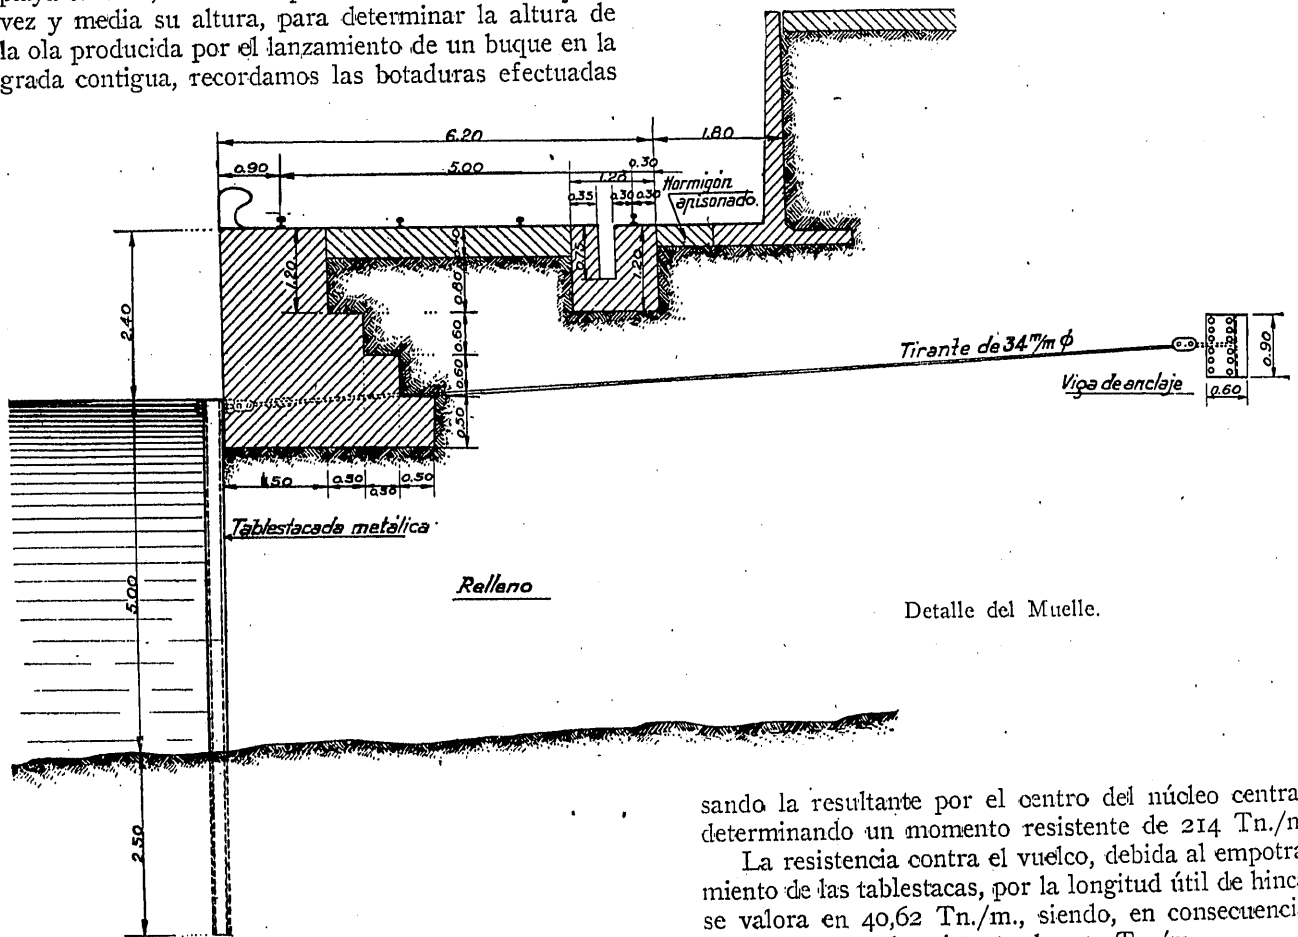 vez y media su altura, para determinar la altura de
la ola producida por el lanzamiento de un buque en la
grada contigua, recordamos las botaduras efectuadas
6.20
1.80
0.90
5.00
0.30
1.20
0.35
0.30
0.30
Hormigón
apisonado.
2.40
1.20
0.40
0.80
0.75
1.20
0.60
0.60
0.50
Tirante de 34 m/m ϕ
Viga de anclaje
0.90
0.60
1.50
0.50
0.50
0.50
Tablestacada metálica
5.00
Relleno
Detalle del Muelle.
2.50
sando la resultante por el centro del núcleo centra
determinando un momento resistente de 214 Tn./m
La resistencia contra el vuelco, debida al empotra
miento de las tablestacas, por la longitud útil de hinc
se valora en 40,62 Tn./m., siendo, en consecuenci